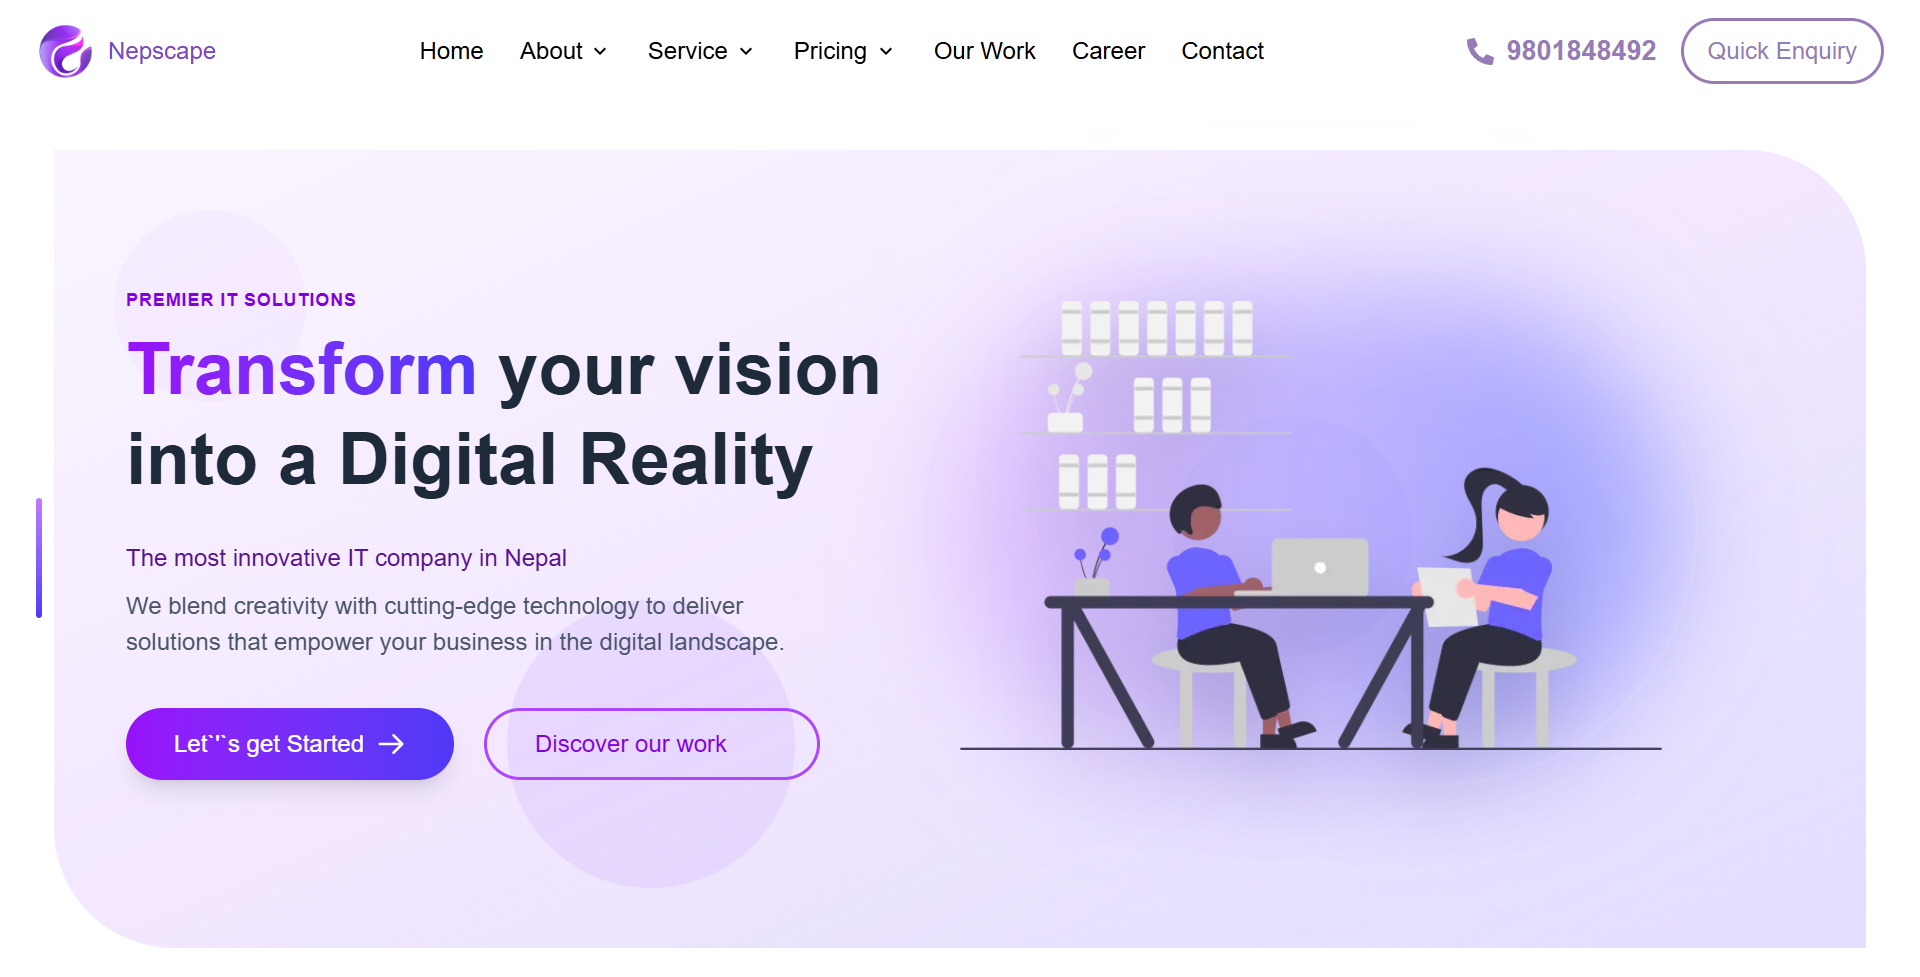 Nepscape
Home About Service Pricing Our Work Career Contact
9801848492
Quick Enquiry
PREMIER IT SOLUTIONS
Transform your vision
into a Digital Reality
The most innovative IT company in Nepal
We blend creativity with cutting-edge technology to deliver
solutions that empower your business in the digital landscape.
Let`'`s get Started
Discover our work